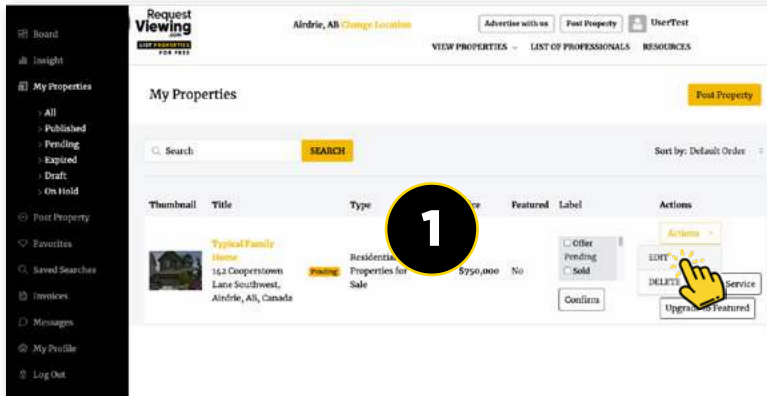 Board
Insight
My Properties
› All
› Published
› Pending
› Expired
› Draft
› On Hold
Post Property
Favorites
Saved Searches
Invoices
Messages
My Profile
Log Out
Request
Viewing
.com
LIST PROPERTIES
FOR FREE
Airdrie, AB Change Location
Advertise with us
Post Property
UserTest
VIEW PROPERTIES
LIST OF PROFESSIONALS
RESOURCES
My Properties
Post Property
Search
SEARCH
Sort by: Default Order
Thumbnail
Title
Type
Featured
Label
Actions
1
Typical Family
Home
142 Cooperstown
Lane Southwest,
Airdrie, AB, Canada
Pending
Residential
Properties for
Sale
$750,000
No
Offer
Pending
Sold
Confirm
Actions
EDIT
DELETE
Service
Upgrade to Featured